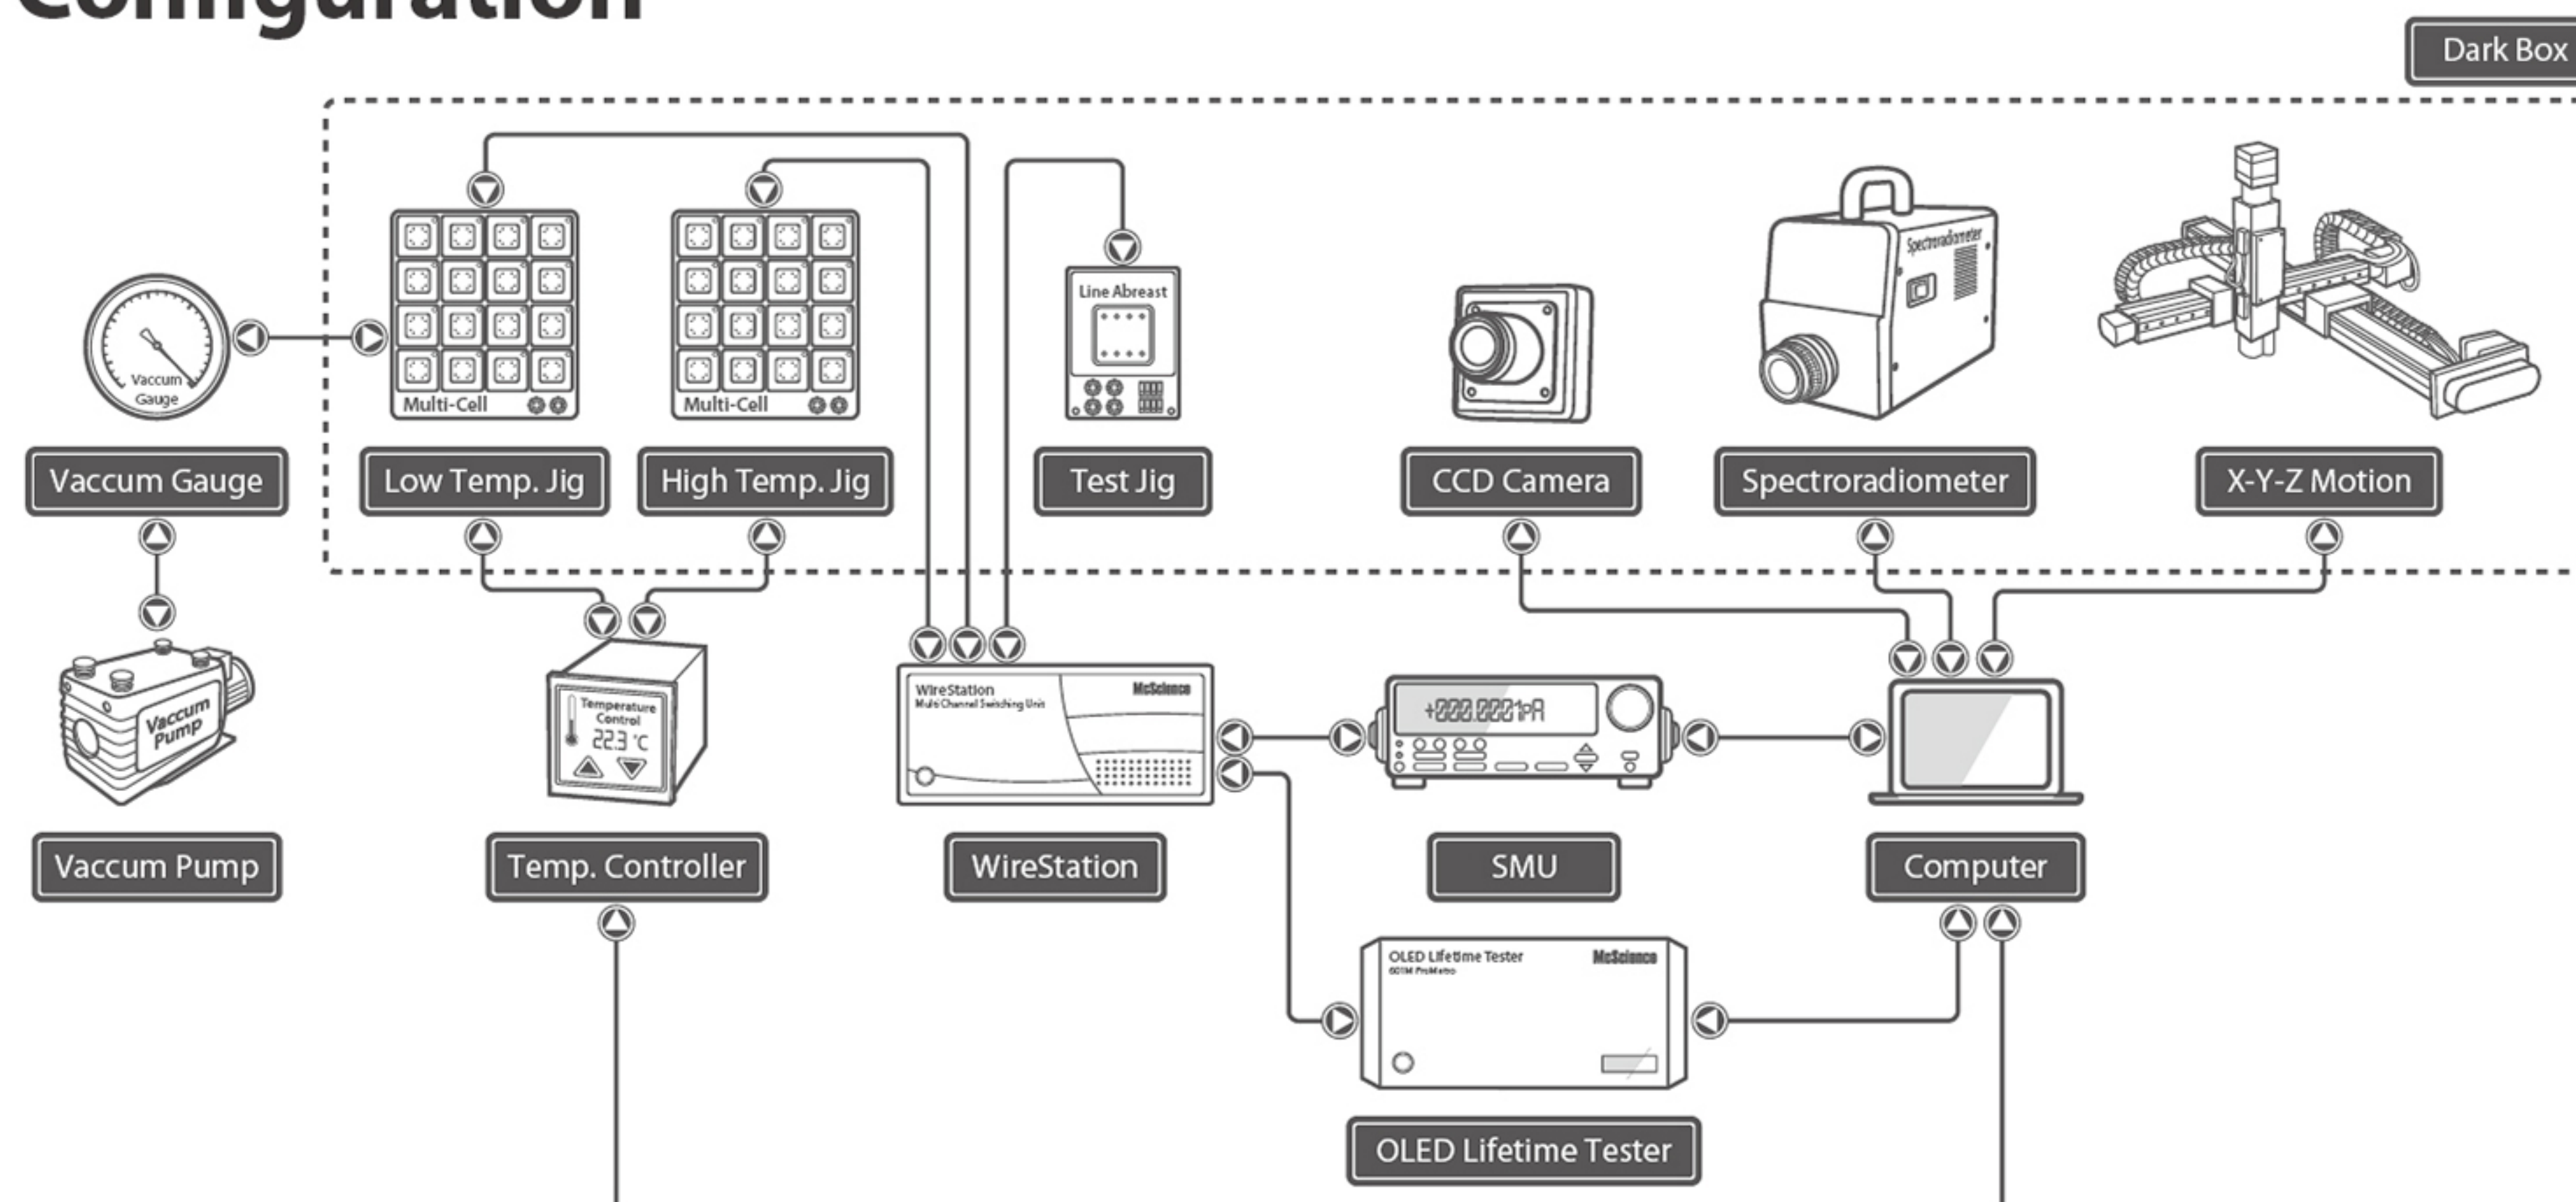 Configuration
Dark Box
Line Abreast
Spectroradiometer
Vaccum
Gauge
Multi-Cell
Multi-Cell
Vaccum Gauge
Low Temp. Jig
High Temp. Jig
Test Jig
CCD Camera
Spectroradiometer
X-Y-Z Motion
Vaccum
Pump
Temperature
Control
22.3 °C
WireStation
Multi Channel Switching Unit
McScience
+000.0001pA
Vaccum Pump
Temp. Controller
WireStation
SMU
Computer
OLED Lifetime Tester
McScience
OLED Lifetime Tester